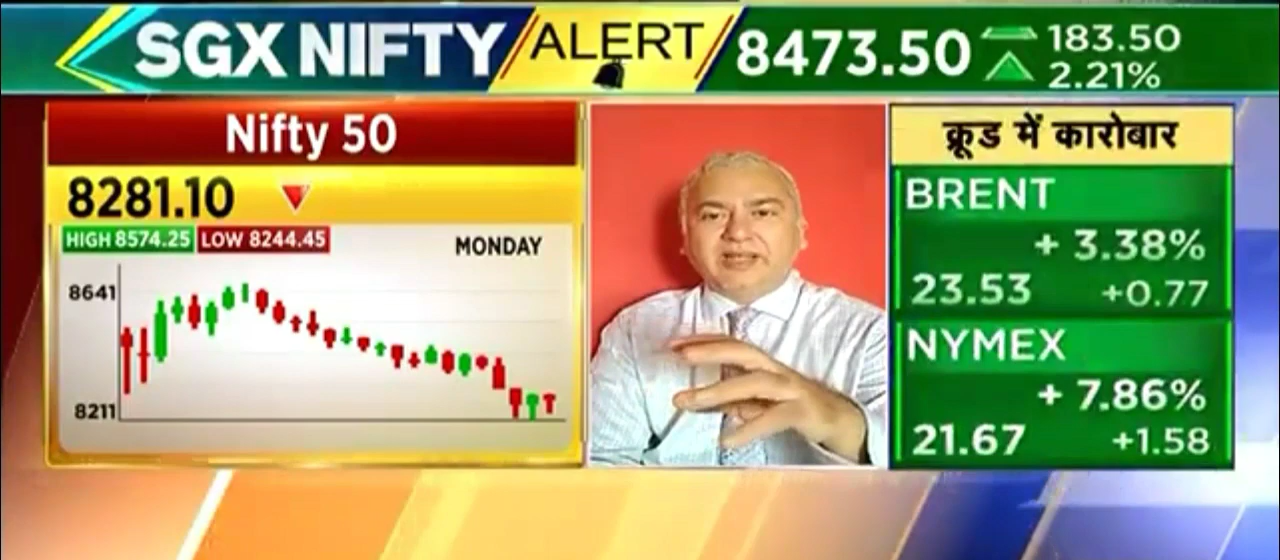 SGX NIFTY ALERT 8473.50 183.50
2.21%
Nifty 50
8281.10
HIGH 8574.25 LOW 8244.45
MONDAY
8641
8211
क्रूड में कारोबार
BRENT
+ 3.38%
23.53 +0.77
NYMEX
+ 7.86%
21.67 +1.58